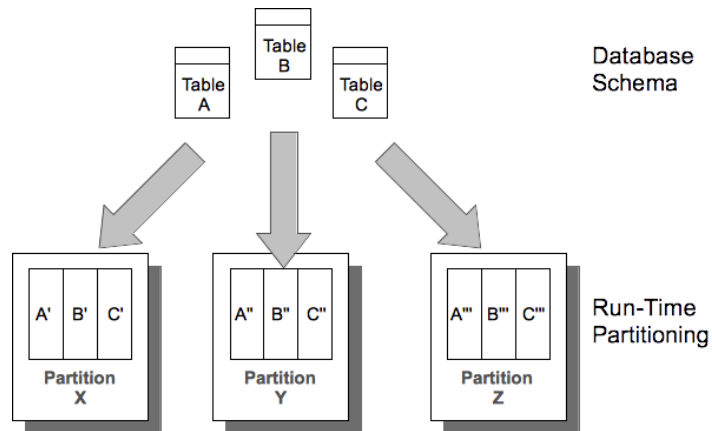 Table
A
Table
B
Table
C
Database
Schema
A' B' C'
Partition
X
A" B" C"
Partition
Y
A''' B''' C'''
Partition
Z
Run-Time
Partitioning